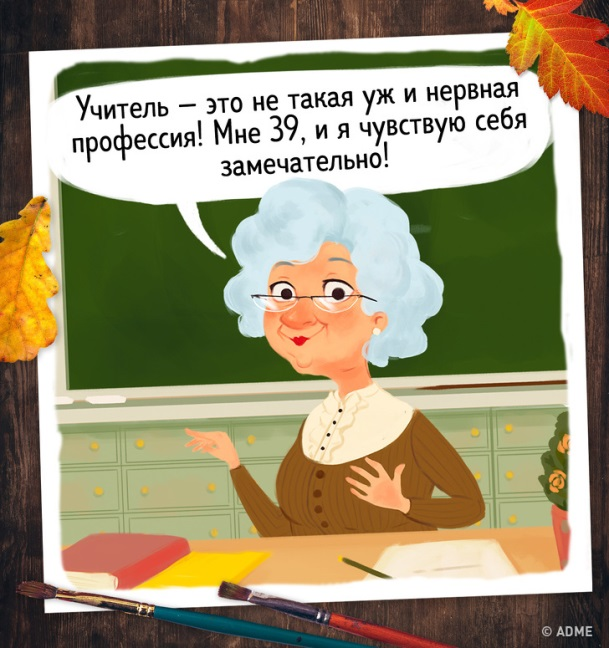 Учитель – это не такая уж и нервная
профессия! Мне 39, и я чувствую себя
замечательно!
© ADME